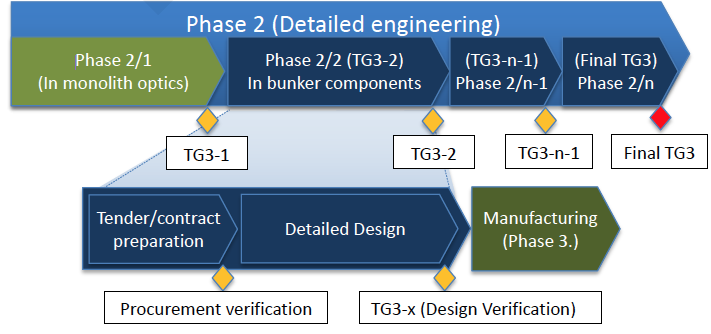 Phase 2 (Detailed engineering)
Phase 2/1
(In monolith optics)
Phase 2/2 (TG3-2)
In bunker components
(TG3-n-1)
Phase 2/n-1
(Final TG3)
Phase 2/n
TG3-1
TG3-2
TG3-n-1
Final TG3
Tender/contract
preparation
Detailed Design
Manufacturing
(Phase 3.)
Procurement verification
TG3-x (Design Verification)